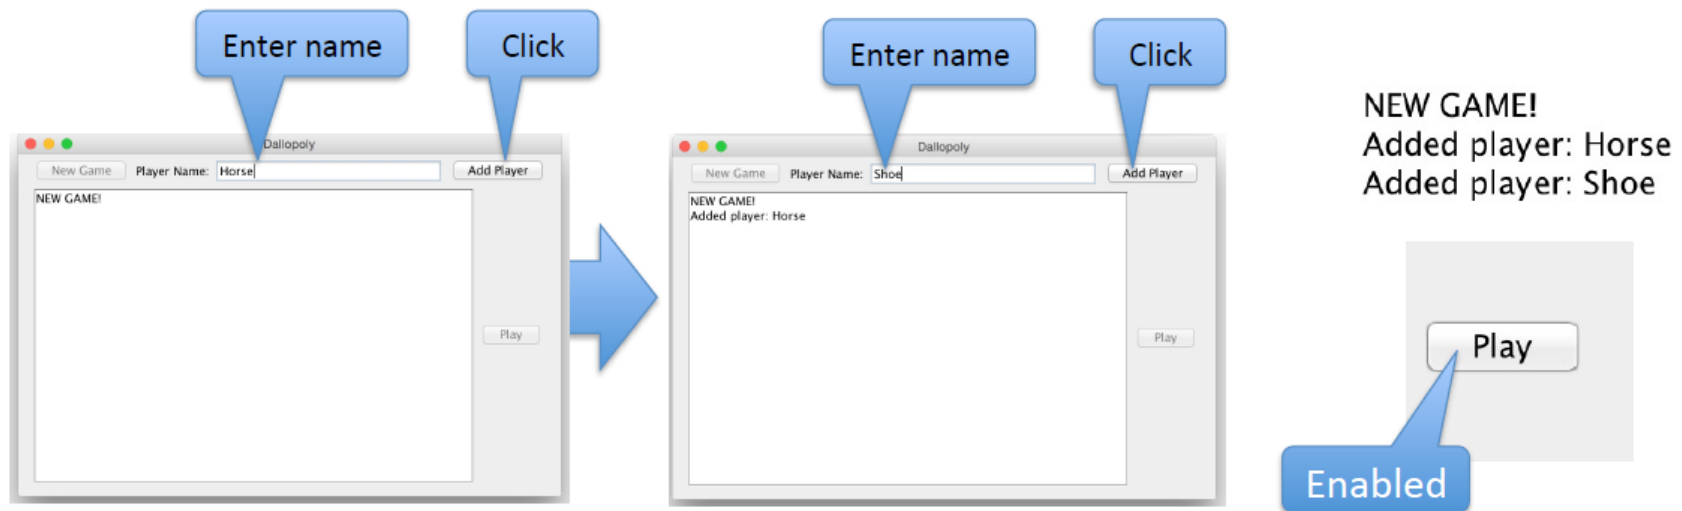 Enter name
Click
Dallopoly
New Game Player Name: Horse Add Player
NEW GAME!
Play
Enter name
Click
Dallopoly
New Game Player Name: Shoe Add Player
NEW GAME!
Added player: Horse
Play
NEW GAME!
Added player: Horse
Added player: Shoe
Play
Enabled